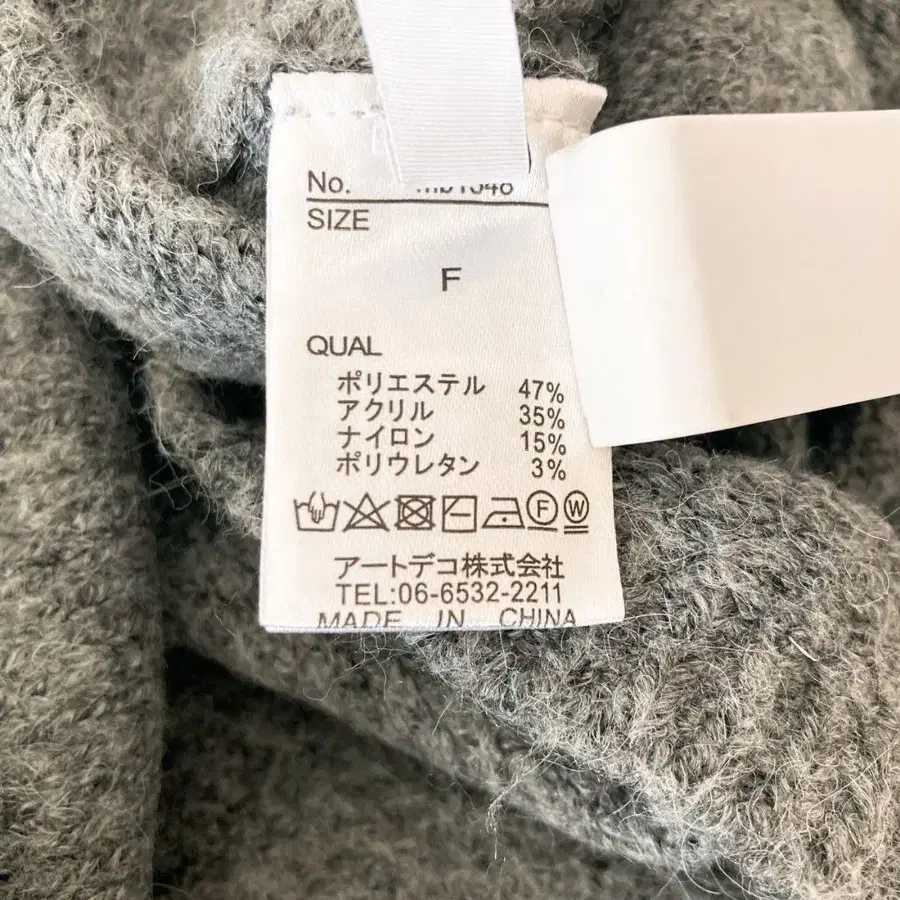 No.
SIZE
F
QUAL
ポリエステル 47%
アクリル 35%
ナイロン 15%
ポリウレタン 3%
F W
アートデコ株式会社
TEL:06-6532-2211
MADE IN CHINA